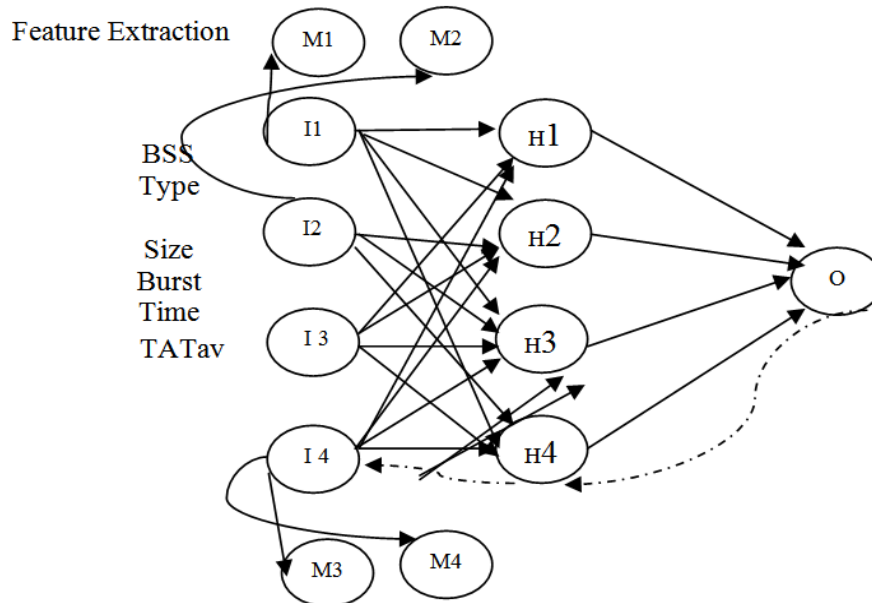 Feature Extraction
M1
M2
I1
H1
BSS
Type
I2
H2
Size
Burst
Time
O
I 3
H3
TATav
I 4
H4
M3
M4